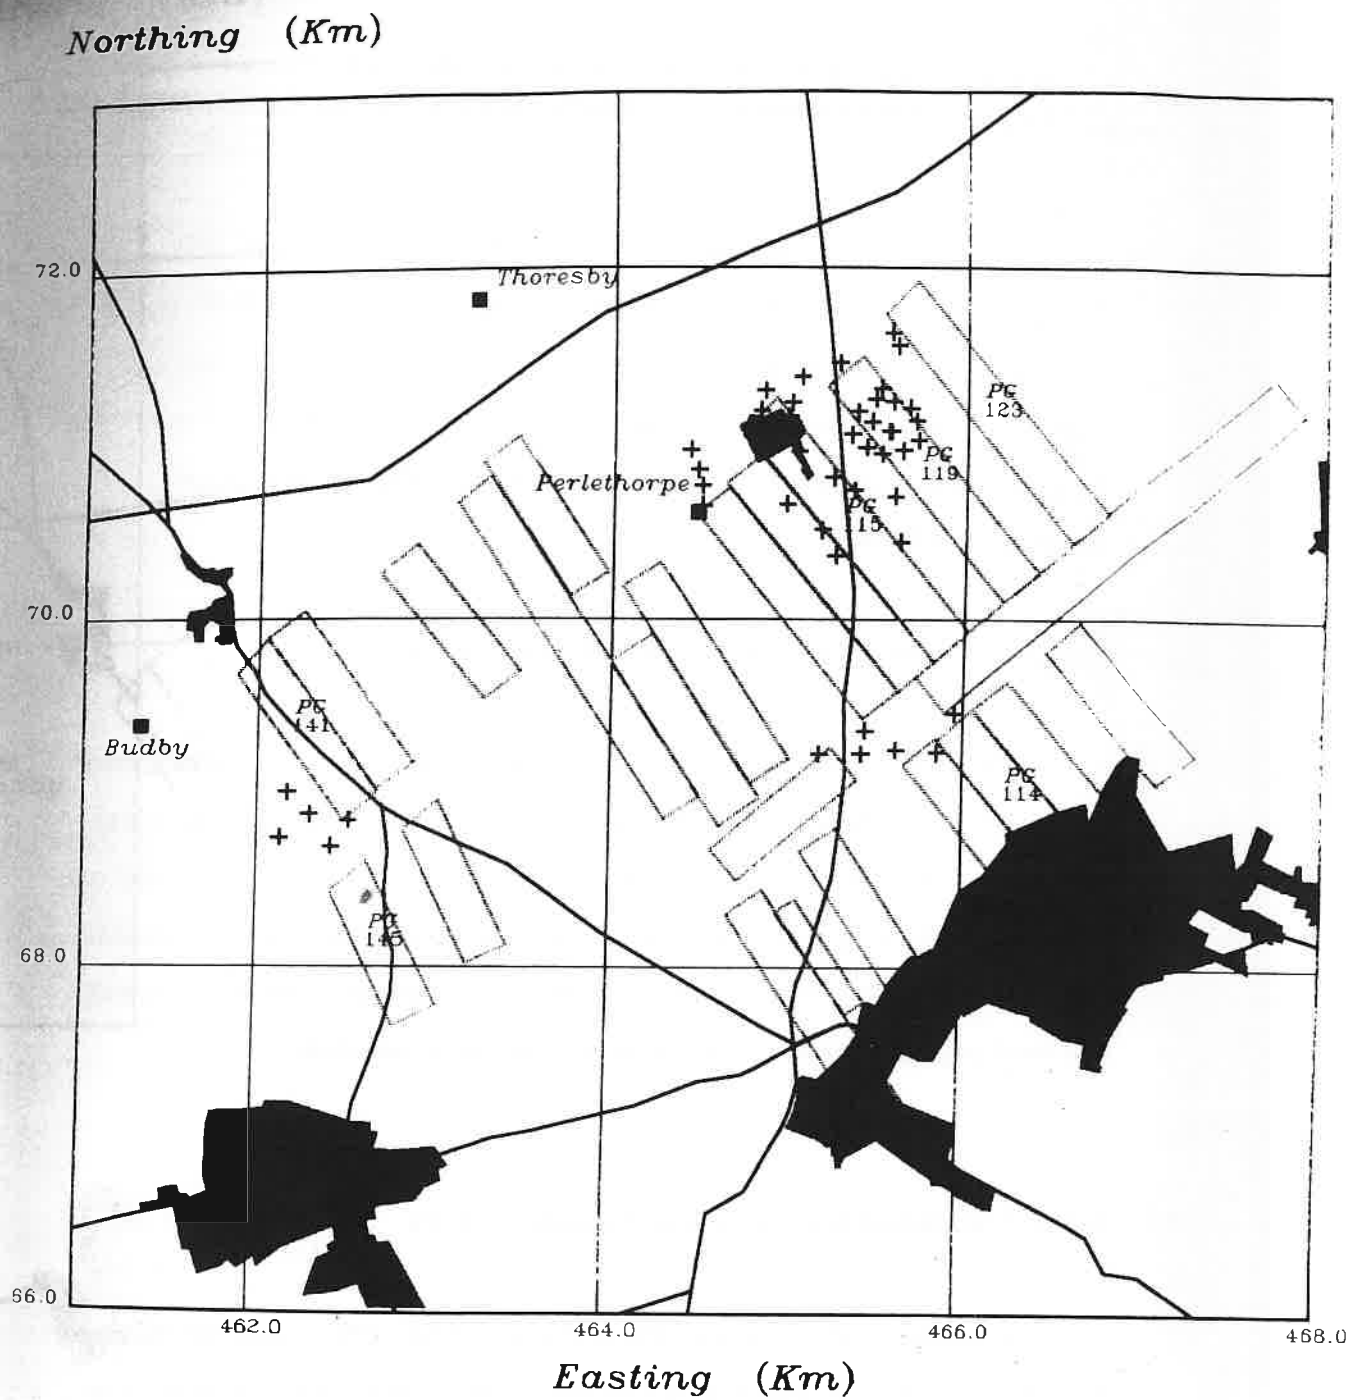 Northing (Km)
72.0
Thoresby
PG
123
PG
119
Perlethorpe
PG
115
70.0
PG
141
Budby
PG
114
PG
145
68.0
66.0
462.0
464.0
466.0
468.0
Easting (Km)